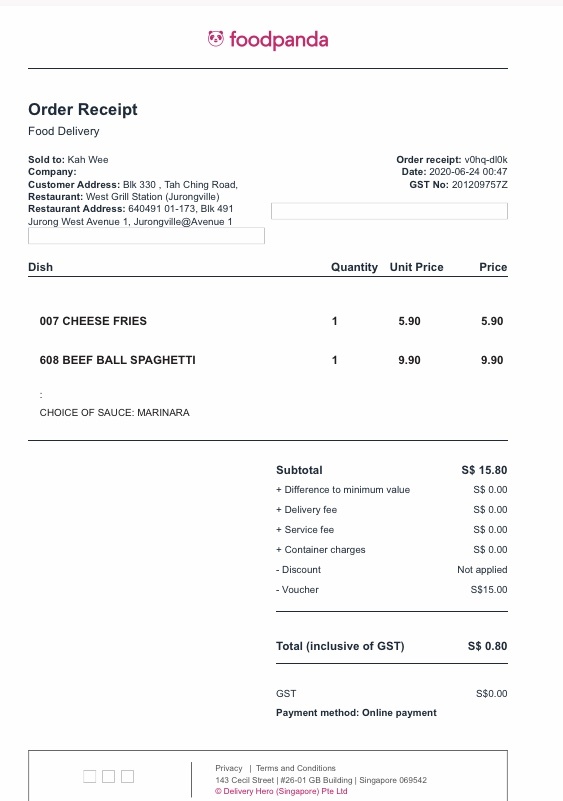 foodpanda
Order Receipt
Food Delivery
Sold to: Kah Wee
Company:
Customer Address: Blk 330 , Tah Ching Road,
Restaurant: West Grill Station (Jurongville)
Restaurant Address: 640491 01-173, Blk 491
Jurong West Avenue 1, Jurongville@Avenue 1
Order receipt: v0hq-dl0k
Date: 2020-06-24 00:47
GST No: 201209757Z
Dish Quantity Unit Price Price
007 CHEESE FRIES 1 5.90 5.90
608 BEEF BALL SPAGHETTI 1 9.90 9.90
:
CHOICE OF SAUCE: MARINARA
Subtotal S$ 15.80
+ Difference to minimum value S$ 0.00
+ Delivery fee S$ 0.00
+ Service fee S$ 0.00
+ Container charges S$ 0.00
- Discount Not applied
- Voucher S$15.00
Total (inclusive of GST) S$ 0.80
GST S$0.00
Payment method: Online payment
Privacy | Terms and Conditions
143 Cecil Street | #26-01 GB Building | Singapore 069542
© Delivery Hero (Singapore) Pte Ltd